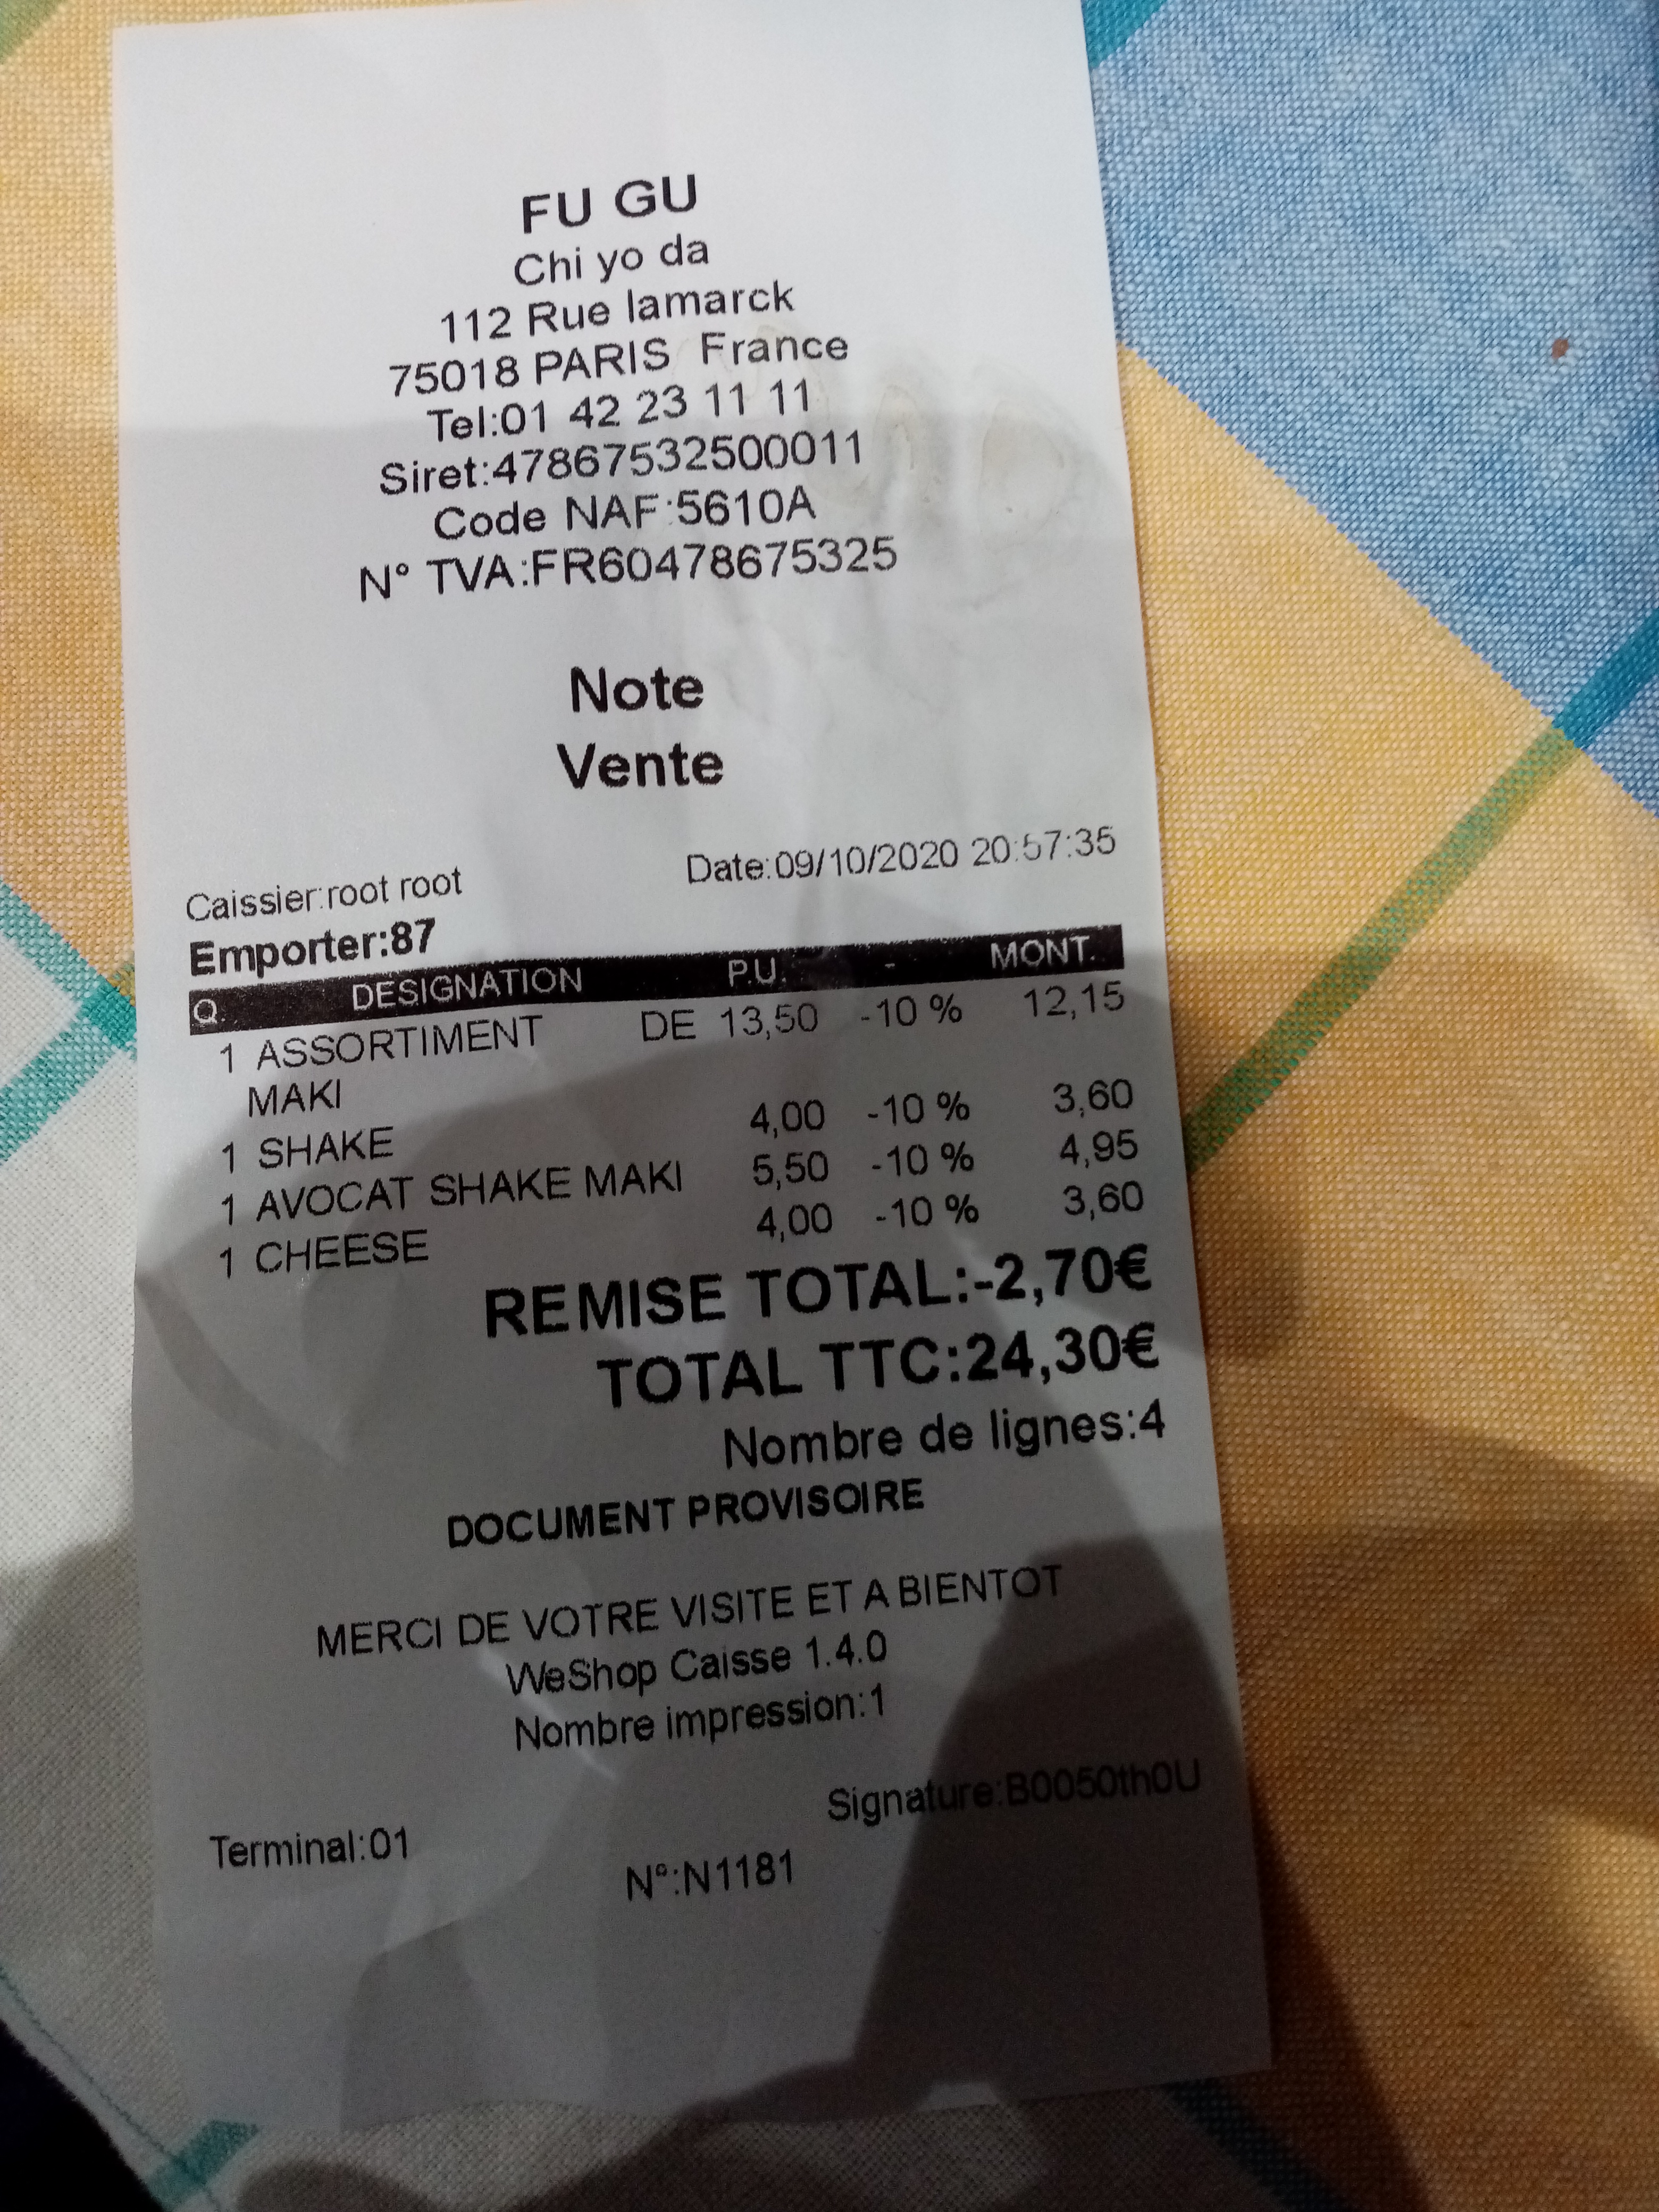 FU GU
Chi yo da
112 Rue lamarck
75018 PARIS France
Tel:01 42 23 11 11
Siret:47867532500011
Code NAF:5610A
N° TVA:FR60478675325
Note
Vente
Caissier:root root Date:09/10/2020 20:57:35
Emporter:87
Q. DESIGNATION P.U. - MONT.
1 ASSORTIMENT DE 13,50 -10 % 12,15
MAKI
1 SHAKE 4,00 -10 % 3,60
1 AVOCAT SHAKE MAKI 5,50 -10 % 4,95
1 CHEESE 4,00 -10 % 3,60
REMISE TOTAL:-2,70€
TOTAL TTC:24,30€
Nombre de lignes:4
DOCUMENT PROVISOIRE
MERCI DE VOTRE VISITE ET A BIENTOT
WeShop Caisse 1.4.0
Nombre impression:1
Terminal:01 Signature:B0050th0U
N°:N1181